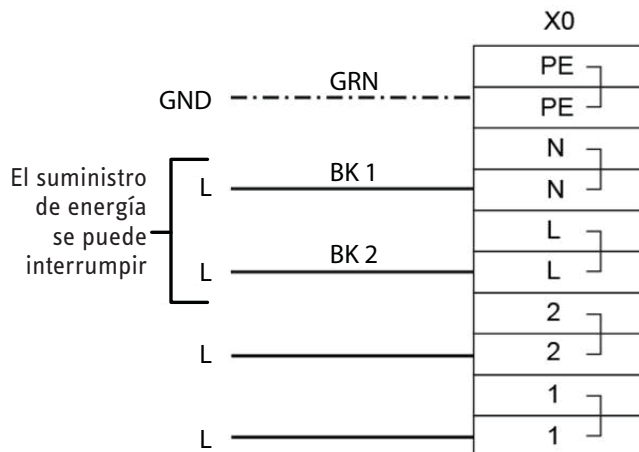 X0
PE
GND GRN
PE
N
El suministro
de energía
se puede
interrumpir
L BK 1
N
L
L BK 2
L
2
L
2
1
L
1